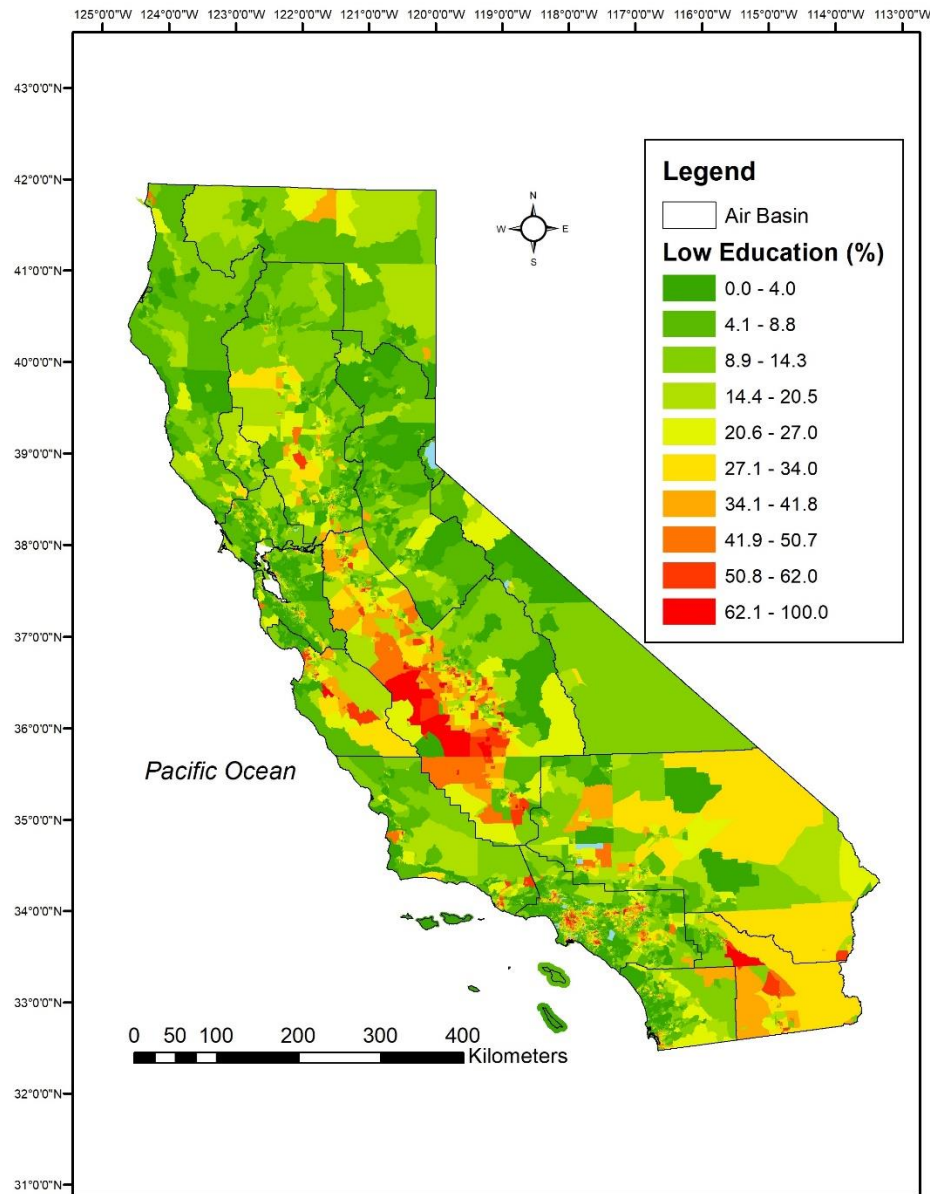 125°0'0"W 124°0'0"W 123°0'0"W 122°0'0"W 121°0'0"W 120°0'0"W 119°0'0"W 118°0'0"W 117°0'0"W 116°0'0"W 115°0'0"W 114°0'0"W 113°0'0"W
43°0'0"N
42°0'0"N
41°0'0"N
40°0'0"N
39°0'0"N
38°0'0"N
37°0'0"N
36°0'0"N
35°0'0"N
34°0'0"N
33°0'0"N
32°0'0"N
31°0'0"N
N
W E
S
Legend
Air Basin
Low Education (%)
0.0 - 4.0
4.1 - 8.8
8.9 - 14.3
14.4 - 20.5
20.6 - 27.0
27.1 - 34.0
34.1 - 41.8
41.9 - 50.7
50.8 - 62.0
62.1 - 100.0
Pacific Ocean
0 50 100 200 300 400
Kilometers